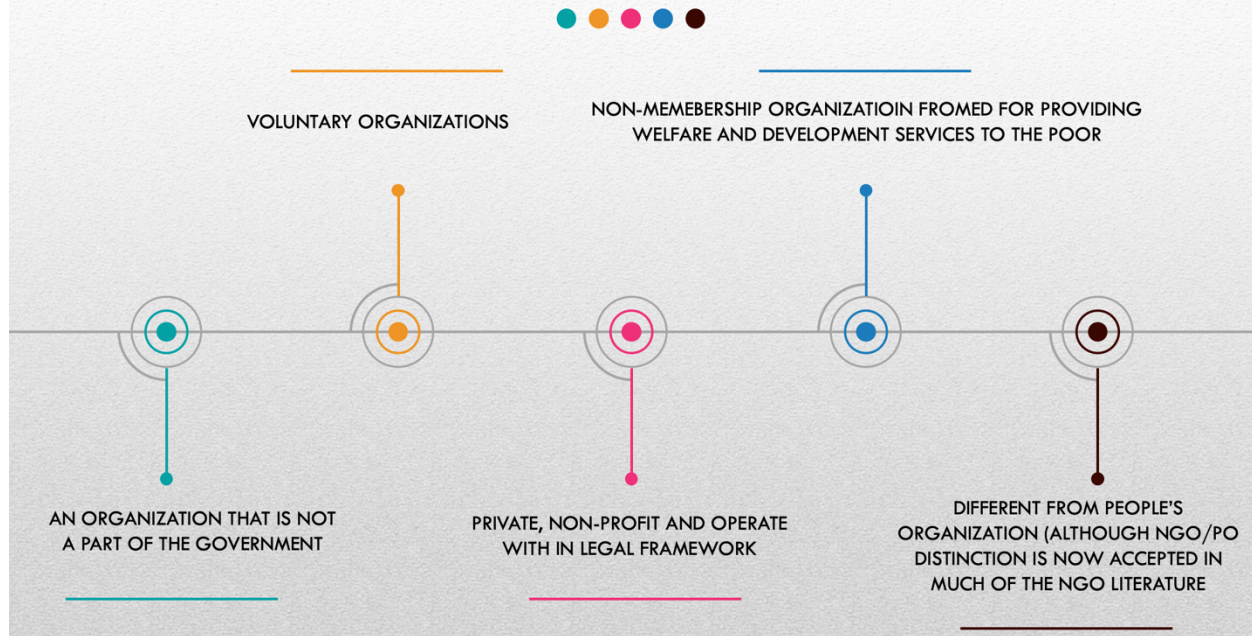 AN ORGANIZATION THAT IS NOT
A PART OF THE GOVERNMENT
VOLUNTARY ORGANIZATIONS
PRIVATE, NON-PROFIT AND OPERATE
WITH IN LEGAL FRAMEWORK
NON-MEMEBERSHIP ORGANIZATIOIN FROMED FOR PROVIDING
WELFARE AND DEVELOPMENT SERVICES TO THE POOR
DIFFERENT FROM PEOPLE'S
ORGANIZATION (ALTHOUGH NGO/PO
DISTINCTION IS NOW ACCEPTED IN
MUCH OF THE NGO LITERATURE